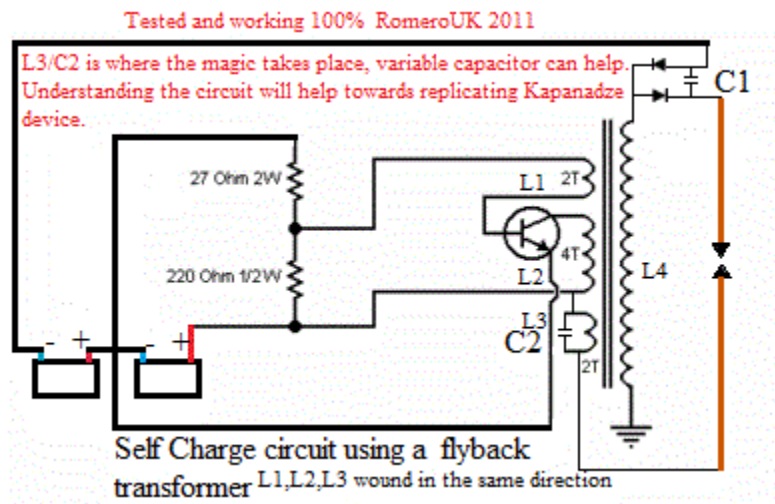 Tested and working 100% RomeroUK 2011
L3/C2 is where the magic takes place, variable capacitor can help.
Understanding the circuit will help towards replicating Kapanadze
device.
C1
27 Ohm 2W
L1
2T
220 Ohm 1/2W
4T
L2
L4
L3
C2
2T
- +
- +
Self Charge circuit using a flyback
transformer L1,L2,L3 wound in the same direction